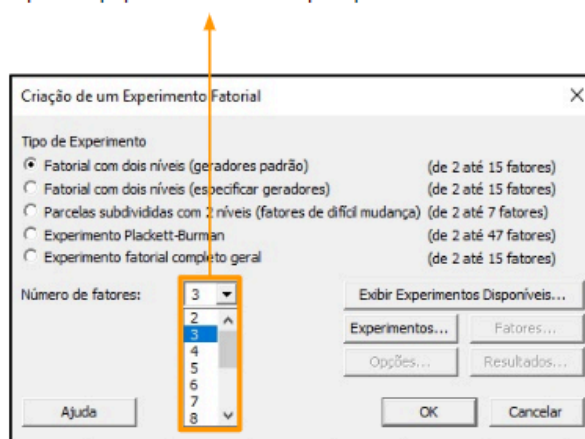 Criação de um Experimento Fatorial
Tipo de Experimento
Fatorial com dois níveis (geradores padrão) (de 2 até 15 fatores)
Fatorial com dois níveis (especificar geradores) (de 2 até 15 fatores)
Parcelas subdivididas com 2 níveis (fatores de difícil mudança) (de 2 até 7 fatores)
Experimento Plackett-Burman (de 2 até 47 fatores)
Experimento fatorial completo geral (de 2 até 15 fatores)
Número de fatores: 3 Exibir Experimentos Disponíveis...
2
3
4
5
6
7
8
Experimentos... Fatores...
Opções... Resultados...
Ajuda OK Cancelar